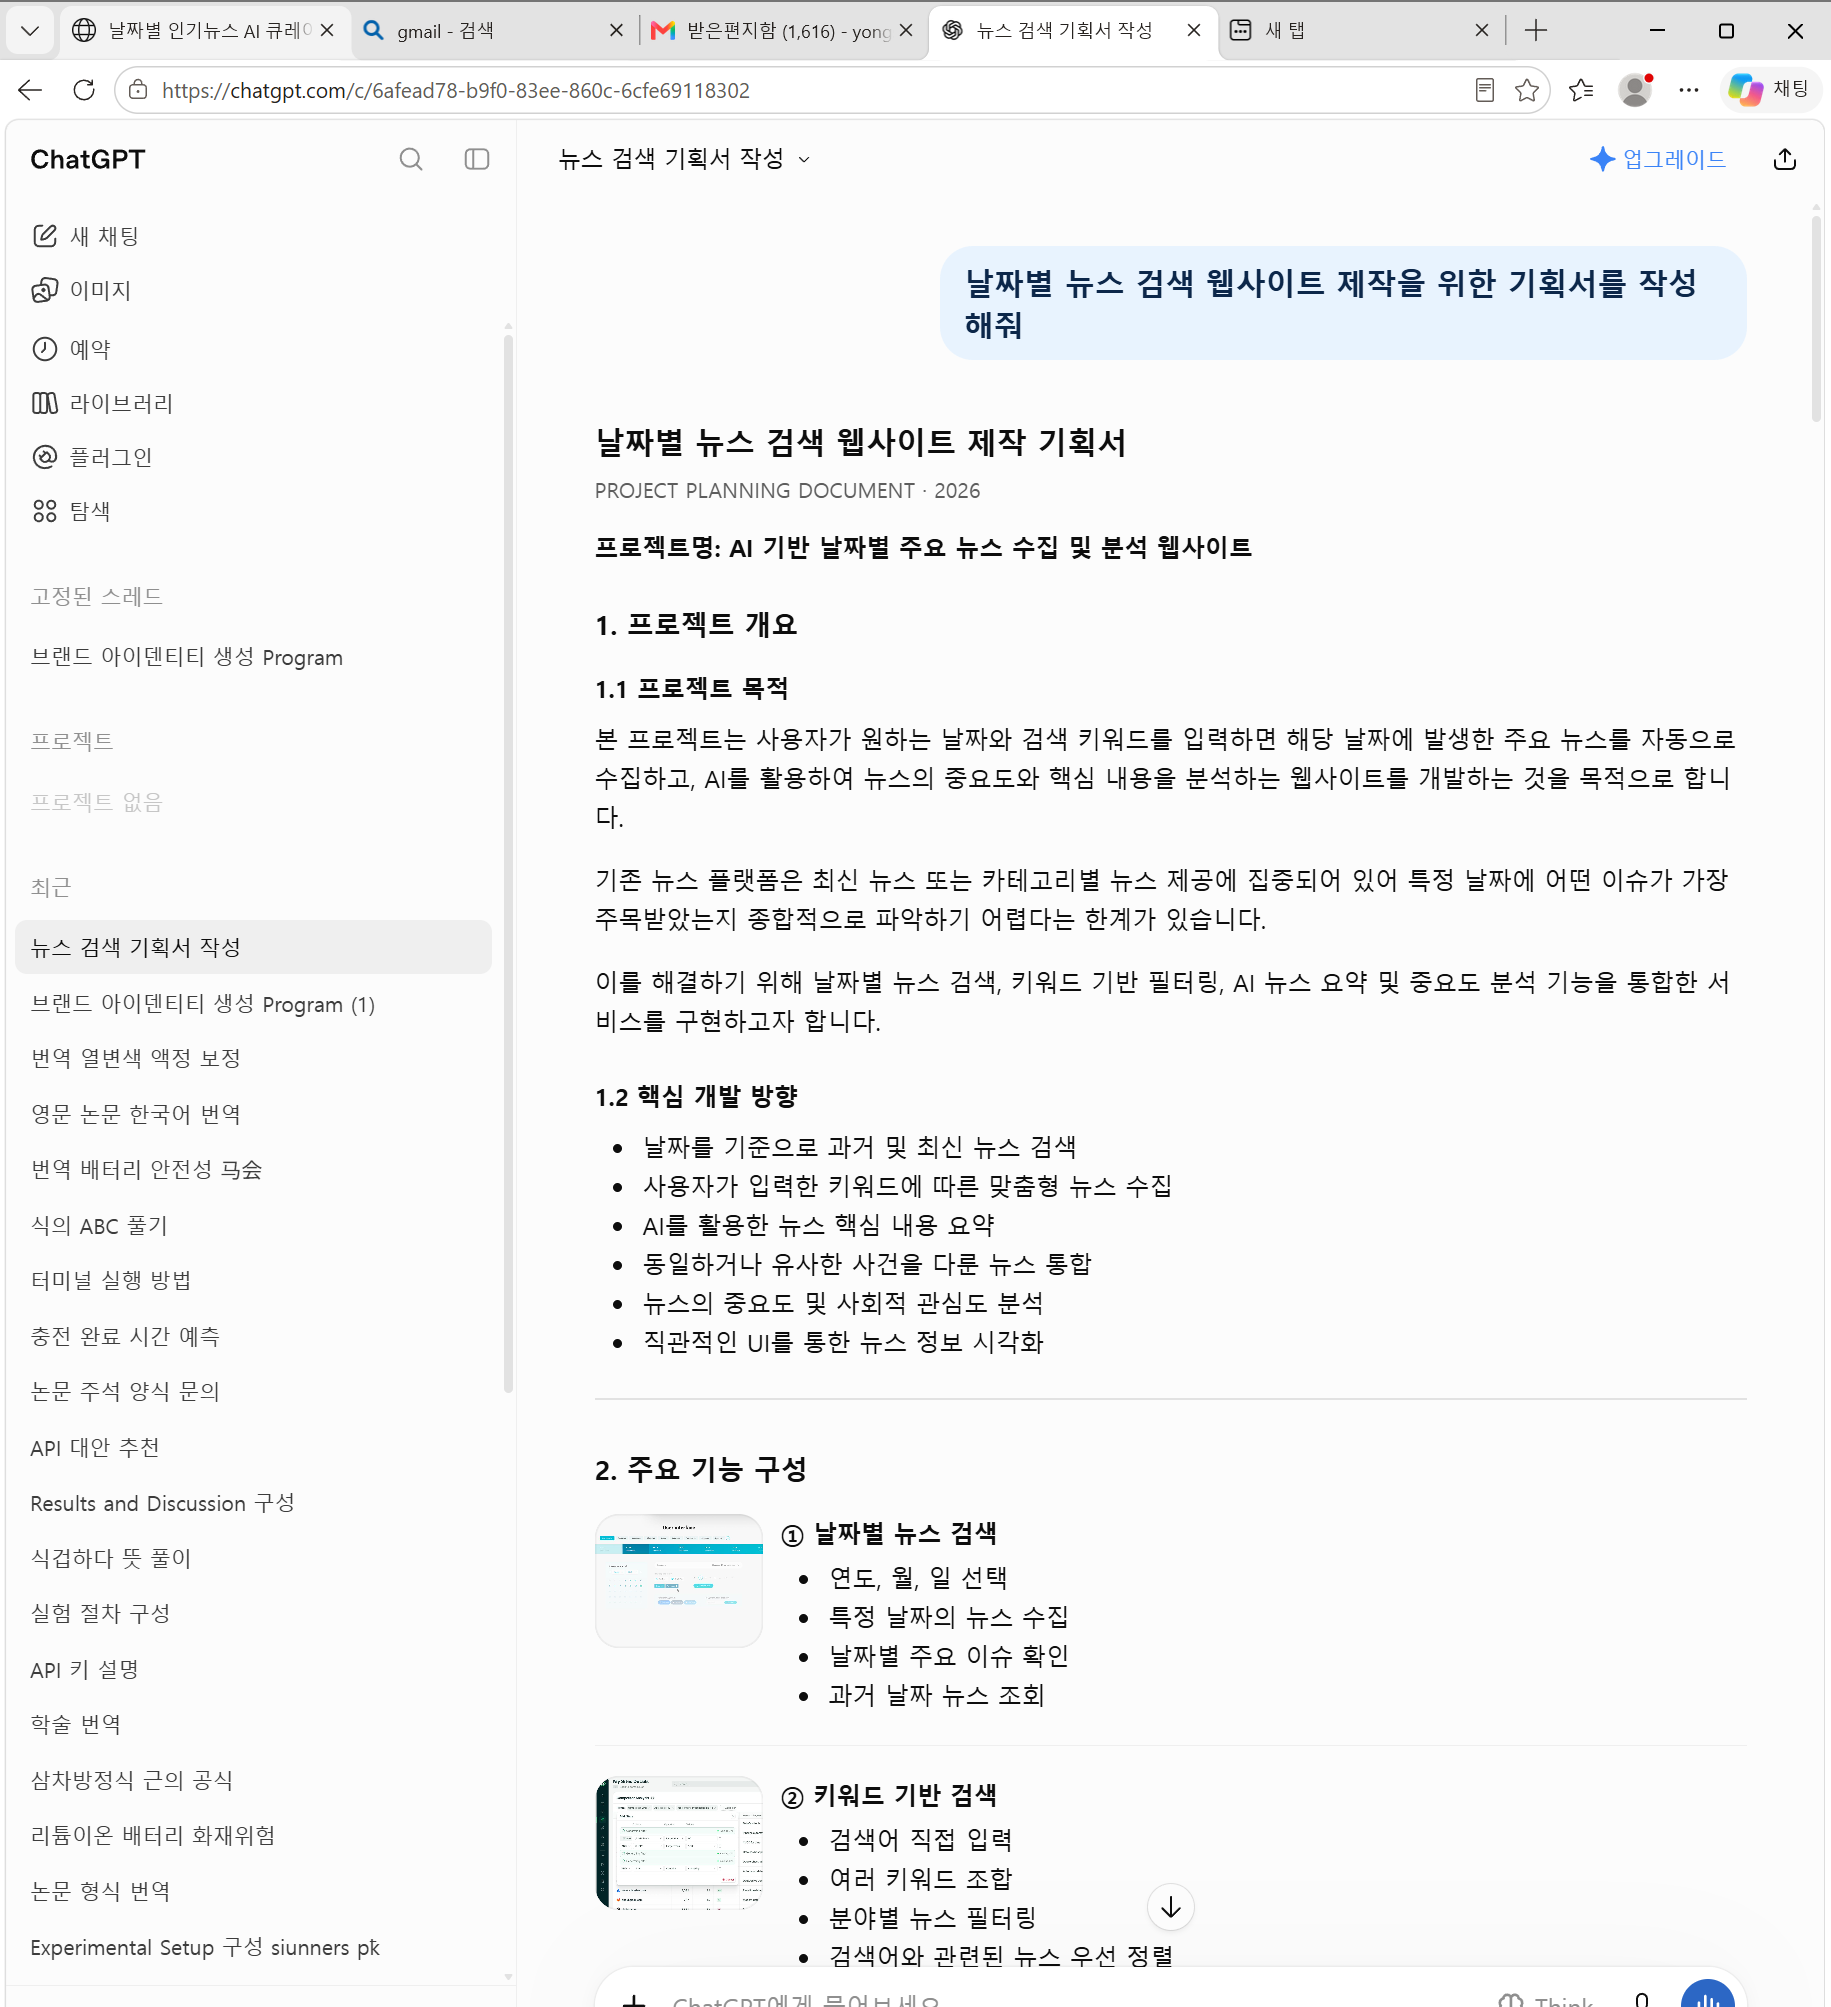 날짜별 인기뉴스 AI 큐레이
gmail - 검색
받은편지함 (1,616) - yong
뉴스 검색 기획서 작성
새 탭
https://chatgpt.com/c/6afead78-b9f0-83ee-860c-6cfe69118302
채팅
ChatGPT
새 채팅
이미지
예약
라이브러리
플러그인
탐색
고정된 스레드
브랜드 아이덴티티 생성 Program
프로젝트
프로젝트 없음
최근
뉴스 검색 기획서 작성
브랜드 아이덴티티 생성 Program (1)
번역 열변색 액정 보정
영문 논문 한국어 번역
번역 배터리 안전성 马会
식의 ABC 풀기
터미널 실행 방법
충전 완료 시간 예측
논문 주석 양식 문의
API 대안 추천
Results and Discussion 구성
식겁하다 뜻 풀이
실험 절차 구성
API 키 설명
학술 번역
삼차방정식 근의 공식
리튬이온 배터리 화재위험
논문 형식 번역
Experimental Setup 구성 siunners pk
뉴스 검색 기획서 작성
업그레이드
날짜별 뉴스 검색 웹사이트 제작을 위한 기획서를 작성
해줘
날짜별 뉴스 검색 웹사이트 제작 기획서
PROJECT PLANNING DOCUMENT · 2026
프로젝트명: AI 기반 날짜별 주요 뉴스 수집 및 분석 웹사이트
1. 프로젝트 개요
1.1 프로젝트 목적
본 프로젝트는 사용자가 원하는 날짜와 검색 키워드를 입력하면 해당 날짜에 발생한 주요 뉴스를 자동으로
수집하고, AI를 활용하여 뉴스의 중요도와 핵심 내용을 분석하는 웹사이트를 개발하는 것을 목적으로 합니
다.
기존 뉴스 플랫폼은 최신 뉴스 또는 카테고리별 뉴스 제공에 집중되어 있어 특정 날짜에 어떤 이슈가 가장
주목받았는지 종합적으로 파악하기 어렵다는 한계가 있습니다.
이를 해결하기 위해 날짜별 뉴스 검색, 키워드 기반 필터링, AI 뉴스 요약 및 중요도 분석 기능을 통합한 서
비스를 구현하고자 합니다.
1.2 핵심 개발 방향
• 날짜를 기준으로 과거 및 최신 뉴스 검색
• 사용자가 입력한 키워드에 따른 맞춤형 뉴스 수집
• AI를 활용한 뉴스 핵심 내용 요약
• 동일하거나 유사한 사건을 다룬 뉴스 통합
• 뉴스의 중요도 및 사회적 관심도 분석
• 직관적인 UI를 통한 뉴스 정보 시각화
2. 주요 기능 구성
User interface
① 날짜별 뉴스 검색
• 연도, 월, 일 선택
• 특정 날짜의 뉴스 수집
• 날짜별 주요 이슈 확인
• 과거 날짜 뉴스 조회
② 키워드 기반 검색
• 검색어 직접 입력
• 여러 키워드 조합
• 분야별 뉴스 필터링
• 검색어와 관련된 뉴스 우선 정렬
ChatGPT에게 물어보세요
Think